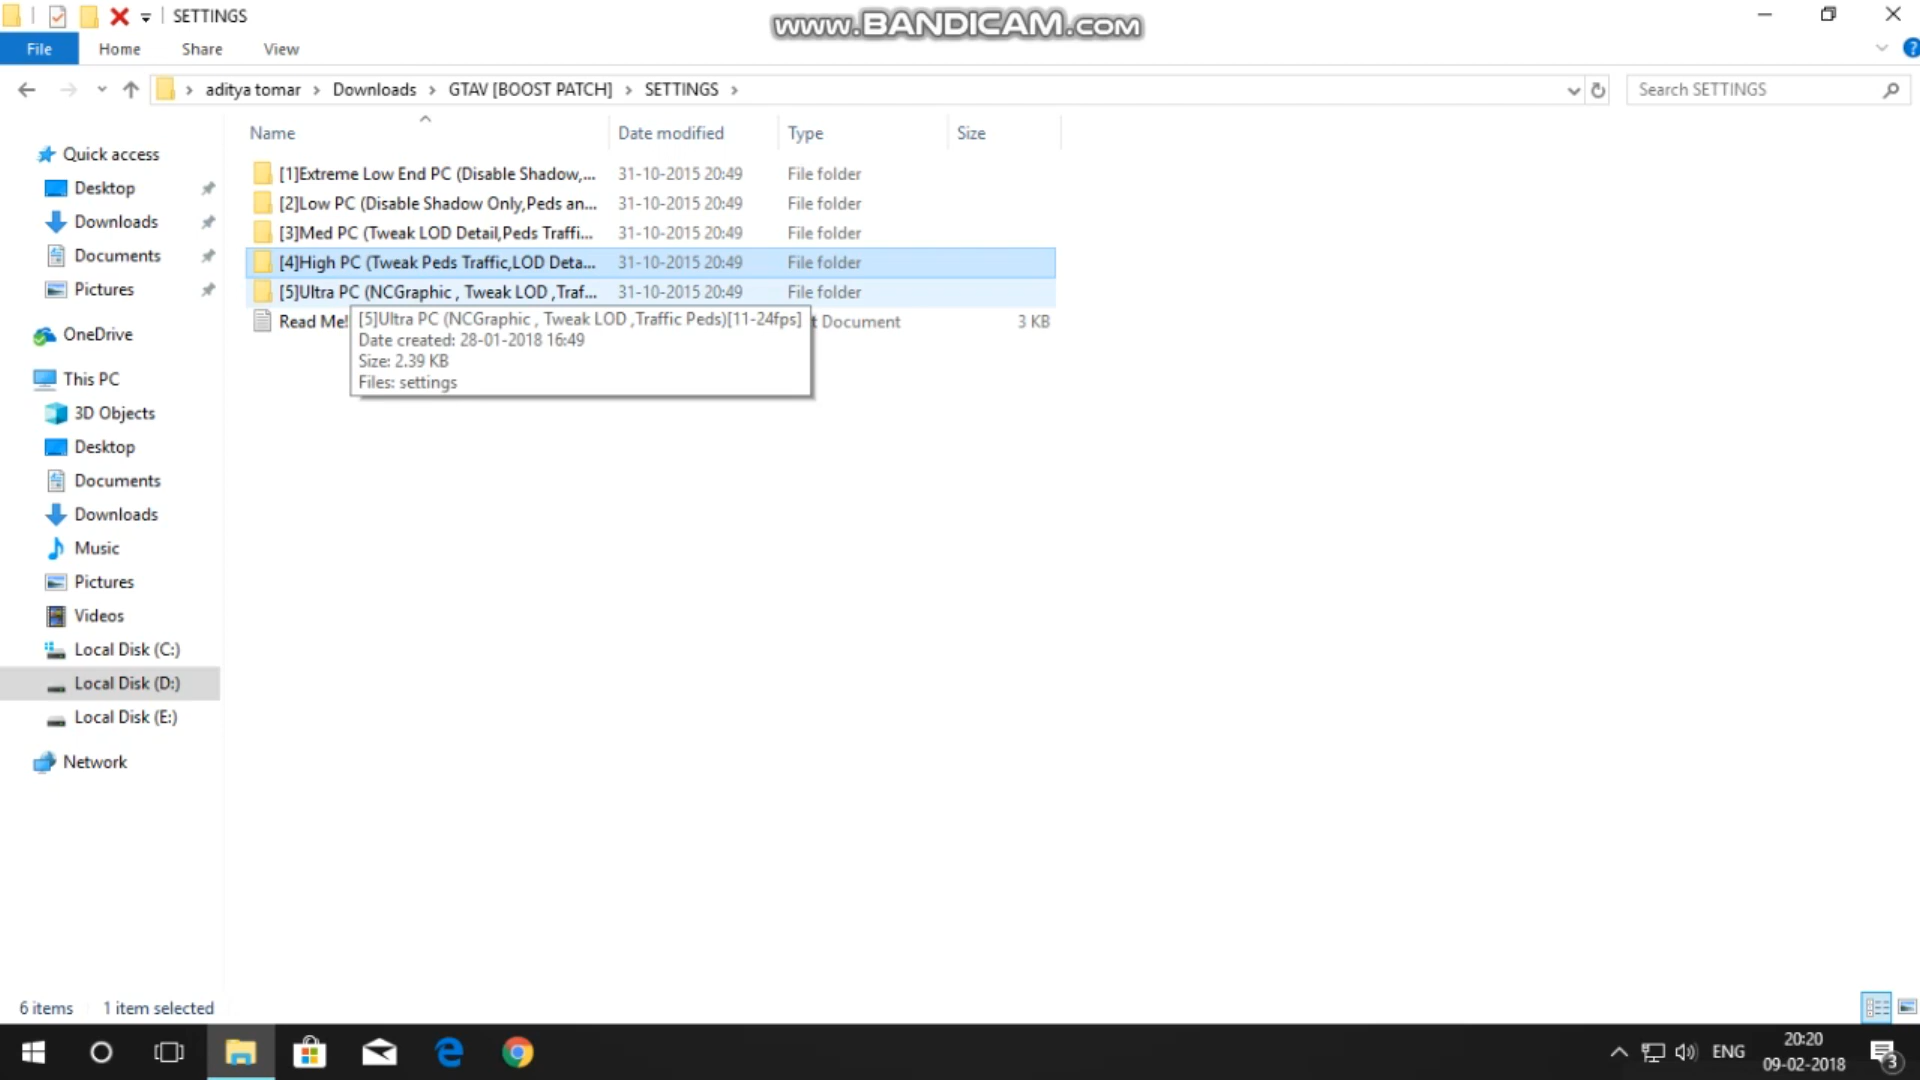 SETTINGS
www.BANDICAM.com
File Home Share View
aditya tomar > Downloads > GTAV [BOOST PATCH] > SETTINGS >
Search SETTINGS
Name Date modified Type Size
Quick access
Desktop
Downloads
Documents
Pictures
OneDrive
This PC
3D Objects
Desktop
Documents
Downloads
Music
Pictures
Videos
Local Disk (C:)
Local Disk (D:)
Local Disk (E:)
Network
[1]Extreme Low End PC (Disable Shadow,... 31-10-2015 20:49 File folder
[2]Low PC (Disable Shadow Only,Peds an... 31-10-2015 20:49 File folder
[3]Med PC (Tweak LOD Detail,Peds Traffi... 31-10-2015 20:49 File folder
[4]High PC (Tweak Peds Traffic,LOD Deta... 31-10-2015 20:49 File folder
[5]Ultra PC (NCGraphic , Tweak LOD ,Traf... 31-10-2015 20:49 File folder
Read Me! t Document 3 KB
[5]Ultra PC (NCGraphic , Tweak LOD ,Traffic Peds)[11-24fps]
Date created: 28-01-2018 16:49
Size: 2.39 KB
Files: settings
6 items 1 item selected
ENG
20:20
09-02-2018
3